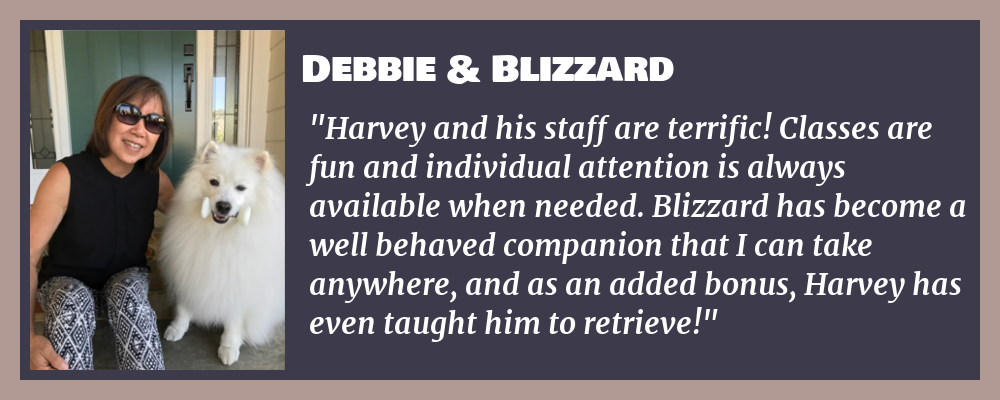 Debbie & Blizzard
"Harvey and his staff are terrific! Classes are
fun and individual attention is always
available when needed. Blizzard has become a
well behaved companion that I can take
anywhere, and as an added bonus, Harvey has
even taught him to retrieve!"